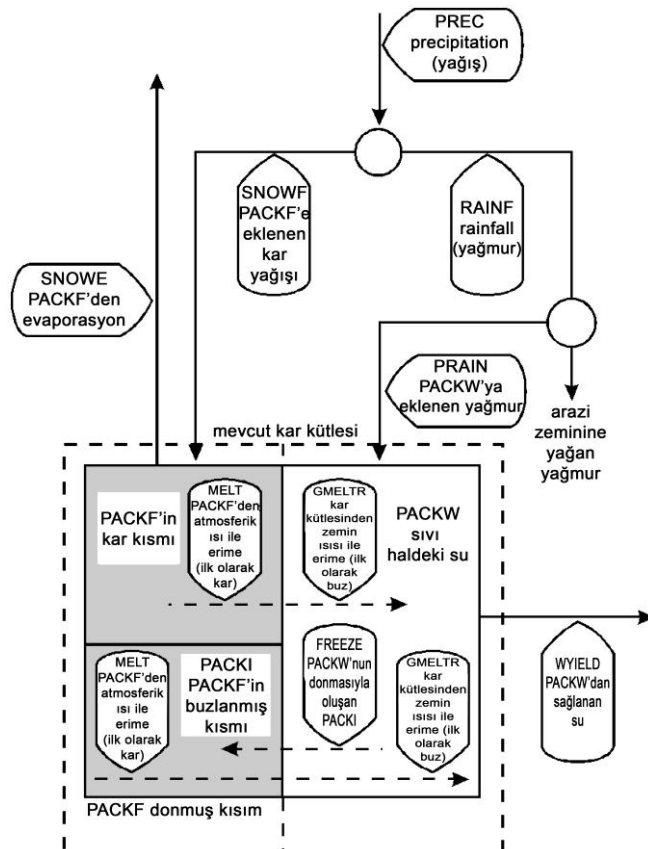 PREC
precipitation
(yağış)
SNOWF
PACKF'e
eklenen
kar
yağışı
RAINF
rainfall
(yağmur)
SNOWE
PACKF'den
evaporasyon
PRAIN
PACKW'ya
eklenen yağmur
arazi
zeminine
yağan
yağmur
mevcut kar kütlesi
PACKF'in
kar kısmı
MELT
PACKF'den
atmosferik
ısı ile
erime
(ilk olarak
kar)
GMELTR
kar
kütlesinden
zemin
ısısı ile
erime (ilk
olarak
buz)
PACKW
sıvı
haldeki su
MELT
PACKF'den
atmosferik
ısı ile
erime
(ilk olarak
kar)
PACKI
PACKF'in
buzlanmış
kısmı
FREEZE
PACKW'nun
donmasıyla
oluşan
PACKI
GMELTR
kar
kütlesinden
zemin
ısısı ile
erime (ilk
olarak
buz)
WYIELD
PACKW'dan
sağlanan
su
PACKF donmuş kısım